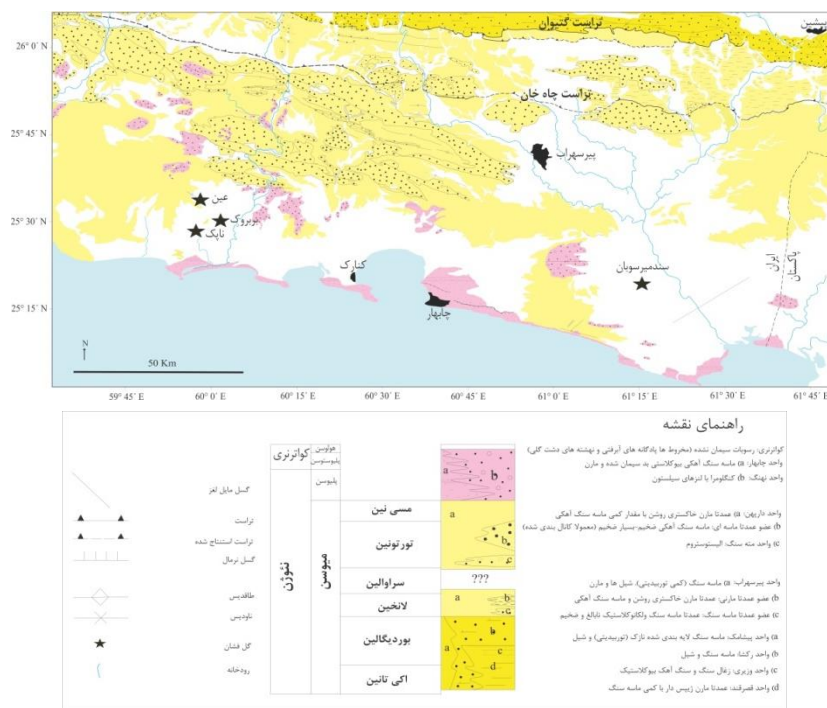 تراست گتیوان
پیشین
26° 0´ N
تراست چاه خان
25° 45´
پیرسهراب
عین
25° 30´
بربروک
ناپک
ایران
پاکستان
کنارک
سندمیرسوبان
25° 15´
چابهار
N
50 Km
59° 45´ E
60° 0´ E
60° 15´ E
60° 30´ E
60° 45´ E
61° 0´ E
61° 15´ E
61° 30´ E
61° 45´ E
راهنمای نقشه
کواترنری: رسوبات سیمان نشده (مخروط ها پادگانه های آبرفتی و نهشته های دشت گلی)
واحد چابهار: a) ماسه سنگ آهکی بیوکلاستی بد سیمان شده و مارن
واحد نهنگ: b) کنگلومرا با لنزهای سیلستون
واحد داریهن: a) عمدتا مارن خاکستری روشن با مقدار کمی ماسه سنگ آهکی
b) عضو عمدتا ماسه ای: ماسه سنگ آهکی ضخیم-بسیار ضخیم (معمولا کانال بندی شده)
c) واحد مته سنگ: الیستوستروم
واحد پیرسهراب: a) ماسه سنگ (کمی توربیدیتی)، شیل ها و مارن
b) عضو عمدتا مارنی: عمدتا مارن خاکستری روشن و ماسه سنگ آهکی
c) عضو عمدتا ماسه سنگ: عمدتا ماسه سنگ ولکانوکلاستیک نابالغ و ضخیم
a) واحد پیشامک: ماسه سنگ لایه بندی شده نازک (توربیدیتی) و شیل
b) واحد رکشا: ماسه سنگ و شیل
c) واحد وزیری: زغال سنگ و سنگ آهک بیوکلاستیک
d) واحد قصرقند: عمدتا مارن ژیپس دار با کمی ماسه سنگ
کواترنری
هولوسن
پلیوستوسن
پلیوسن
نئوژن
میوسن
مسی نین
تورتونین
سراوالین
???
لانخین
بوردیگالین
اکی تانین
a
b
a
b
c
a
b
c
a
b
c
d
گسل مایل لغز
تراست
تراست استنتاج شده
گسل نرمال
طاقدیس
ناودیس
گل فشان
رودخانه